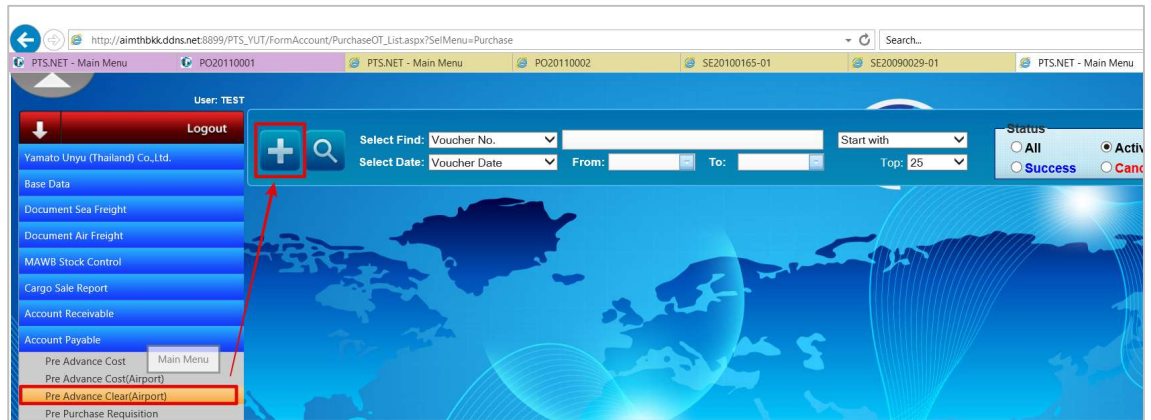 http://aimthbkk.ddns.net:8899/PTS_YUT/FormAccount/PurchaseOT_List.aspx?SelMenu=Purchase Search...
PTS.NET - Main Menu PO20110001 PTS.NET - Main Menu PO20110002 SE20100165-01 SE20090029-01 PTS.NET - Main Menu
User: TEST
Logout
Select Find: Voucher No. Start with
Select Date: Voucher Date From: To: Top: 25
Status
All Activ
Success Canc
Yamato Unyu (Thailand) Co.,Ltd.
Base Data
Document Sea Freight
Document Air Freight
MAWB Stock Control
Cargo Sale Report
Account Receivable
Account Payable
Pre Advance Cost Main Menu
Pre Advance Cost(Airport)
Pre Advance Clear(Airport)
Pre Purchase Requisition